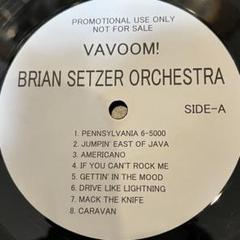 PROMOTIONAL USE ONLY
NOT FOR SALE
VAVOOM!
BRIAN SETZER ORCHESTRA
SIDE-A
1. PENNSYLVANIA 6-5000
2. JUMPIN' EAST OF JAVA
3. AMERICANO
4. IF YOU CAN'T ROCK ME
5. GETTIN' IN THE MOOD
6. DRIVE LIKE LIGHTNING
7. MACK THE KNIFE
8. CARAVAN